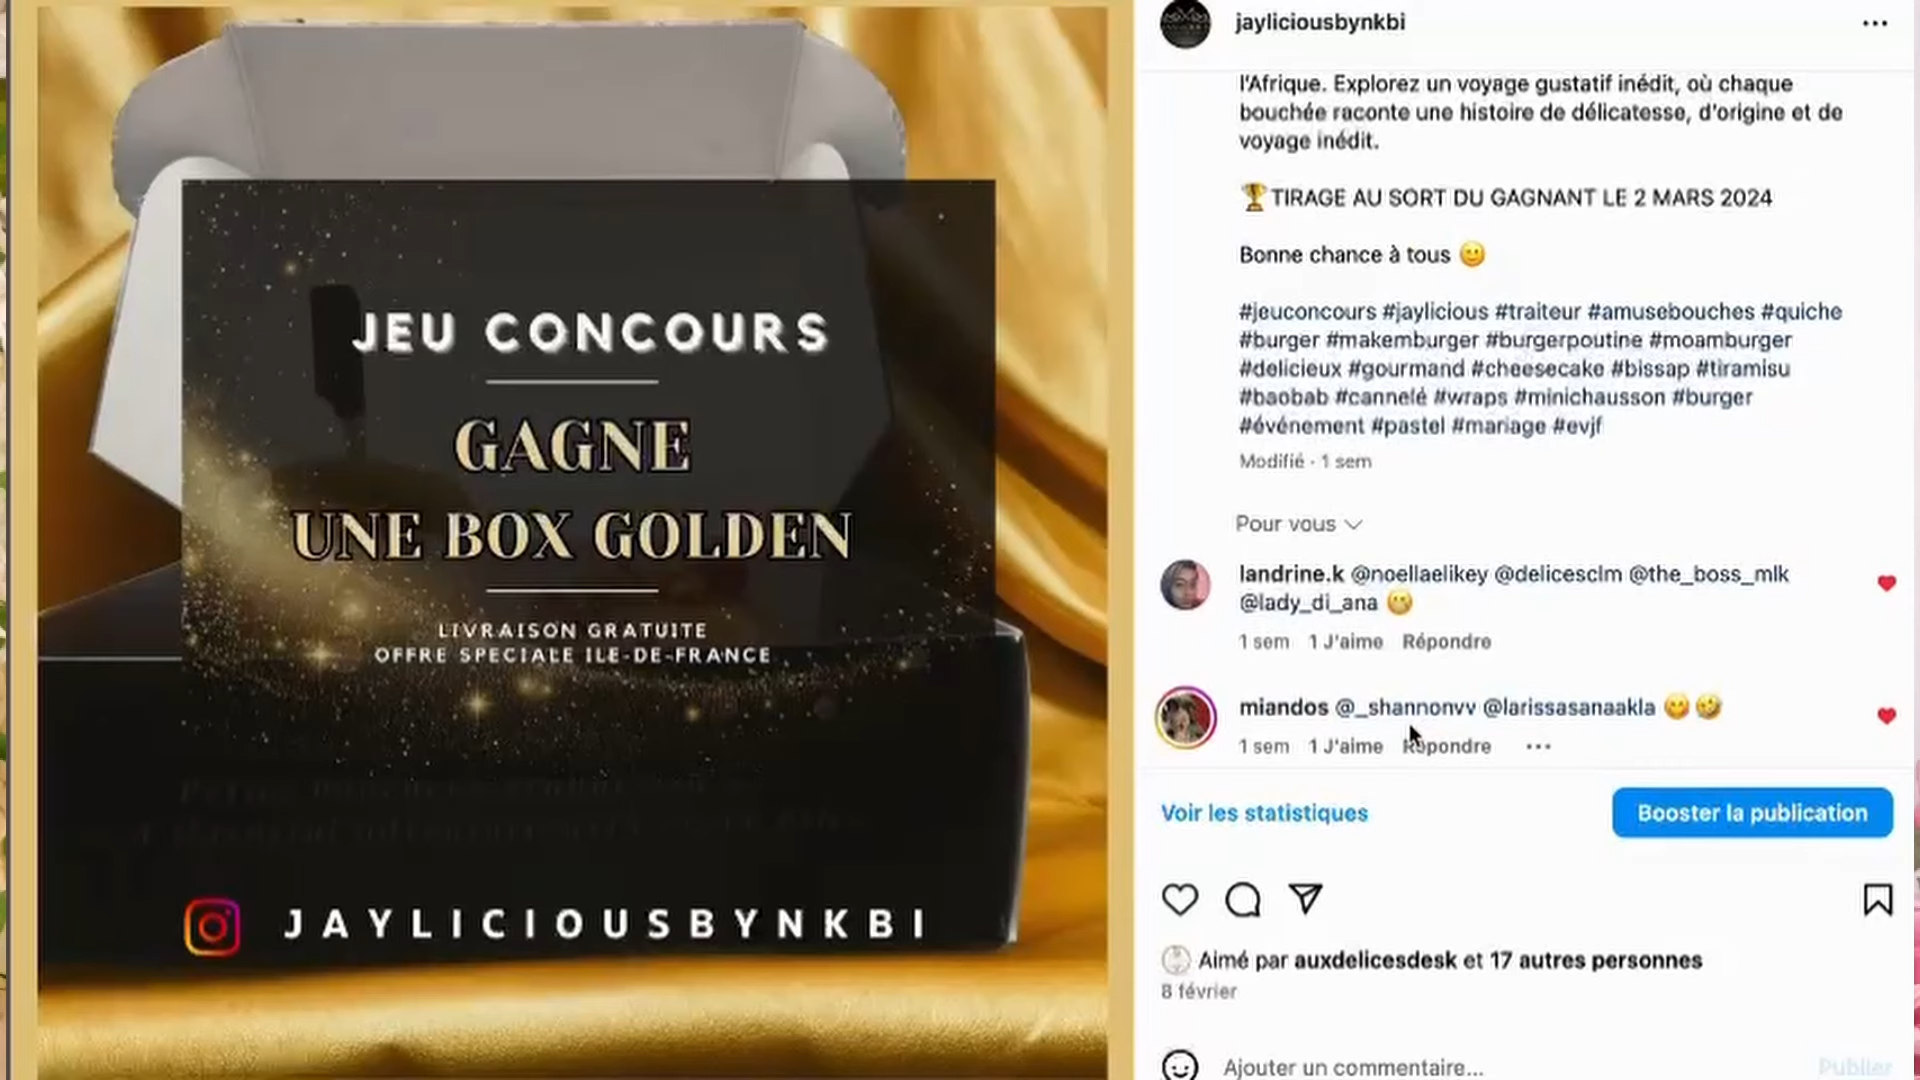 JEU CONCOURS
GAGNE
UNE BOX GOLDEN
LIVRAISON GRATUITE
OFFRE SPECIALE ILE-DE-FRANCE
JAYLICIOUSBYNKBI
jayliciousbynkbi
l'Afrique. Explorez un voyage gustatif inédit, où chaque
bouchée raconte une histoire de délicatesse, d'origine et de
voyage inédit.
🏆TIRAGE AU SORT DU GAGNANT LE 2 MARS 2024
Bonne chance à tous 🙂
#jeuconcours #jaylicious #traiteur #amusebouches #quiche
#burger #makemburger #burgerpoutine #moamburger
#delicieux #gourmand #cheesecake #bissap #tiramisu
#baobab #cannelé #wraps #minichausson #burger
#événement #pastel #mariage #evjf
Modifié · 1 sem
Pour vous
landrine.k @noellaelikey @delicesclm @the_boss_mlk
@lady_di_ana 🤭
1 sem 1 J'aime Répondre
miandos @_shannonvv @larissasanaakla 😋 🤣
1 sem 1 J'aime Répondre
Voir les statistiques
Booster la publication
Aimé par auxdelicesdesk et 17 autres personnes
8 février
Ajouter un commentaire...
Publier